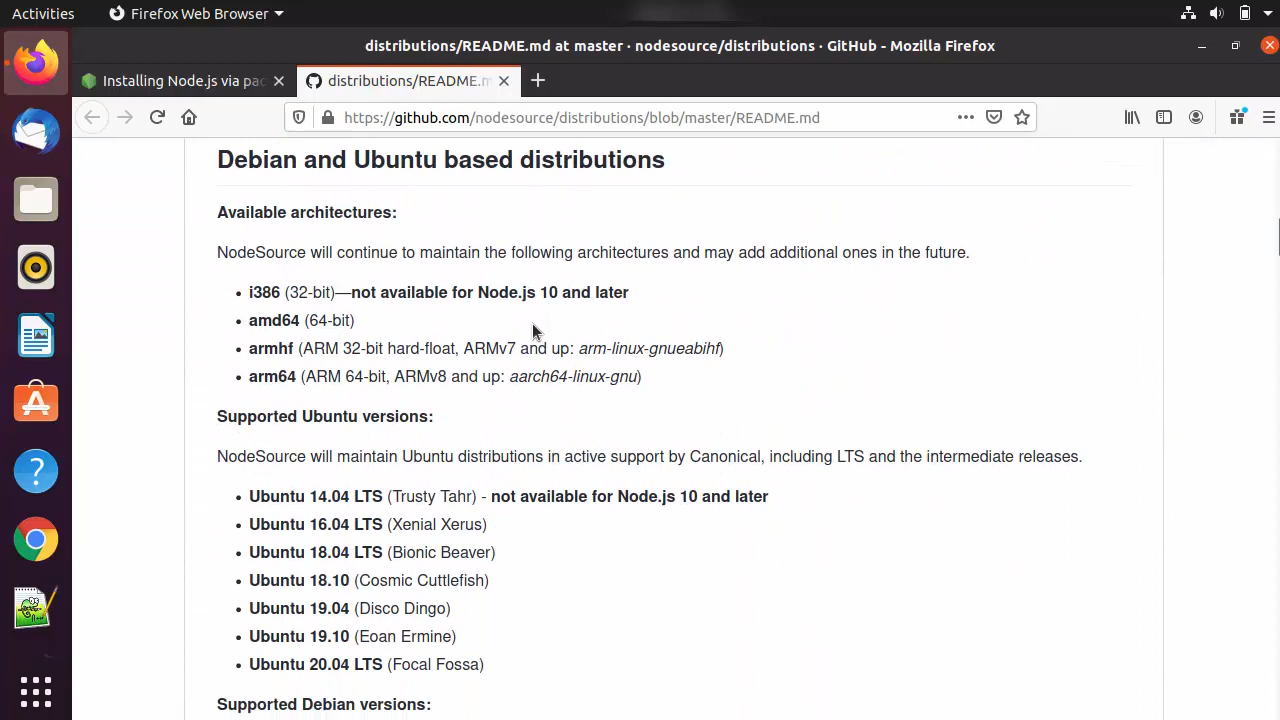 Activities
Firefox Web Browser
distributions/README.md at master · nodesource/distributions · GitHub - Mozilla Firefox
Installing Node.js via pac
distributions/README.m
https://github.com/nodesource/distributions/blob/master/README.md
Debian and Ubuntu based distributions
Available architectures:
NodeSource will continue to maintain the following architectures and may add additional ones in the future.
• i386 (32-bit)—not available for Node.js 10 and later
• amd64 (64-bit)
• armhf (ARM 32-bit hard-float, ARMv7 and up: arm-linux-gnueabihf)
• arm64 (ARM 64-bit, ARMv8 and up: aarch64-linux-gnu)
Supported Ubuntu versions:
NodeSource will maintain Ubuntu distributions in active support by Canonical, including LTS and the intermediate releases.
• Ubuntu 14.04 LTS (Trusty Tahr) - not available for Node.js 10 and later
• Ubuntu 16.04 LTS (Xenial Xerus)
• Ubuntu 18.04 LTS (Bionic Beaver)
• Ubuntu 18.10 (Cosmic Cuttlefish)
• Ubuntu 19.04 (Disco Dingo)
• Ubuntu 19.10 (Eoan Ermine)
• Ubuntu 20.04 LTS (Focal Fossa)
Supported Debian versions: